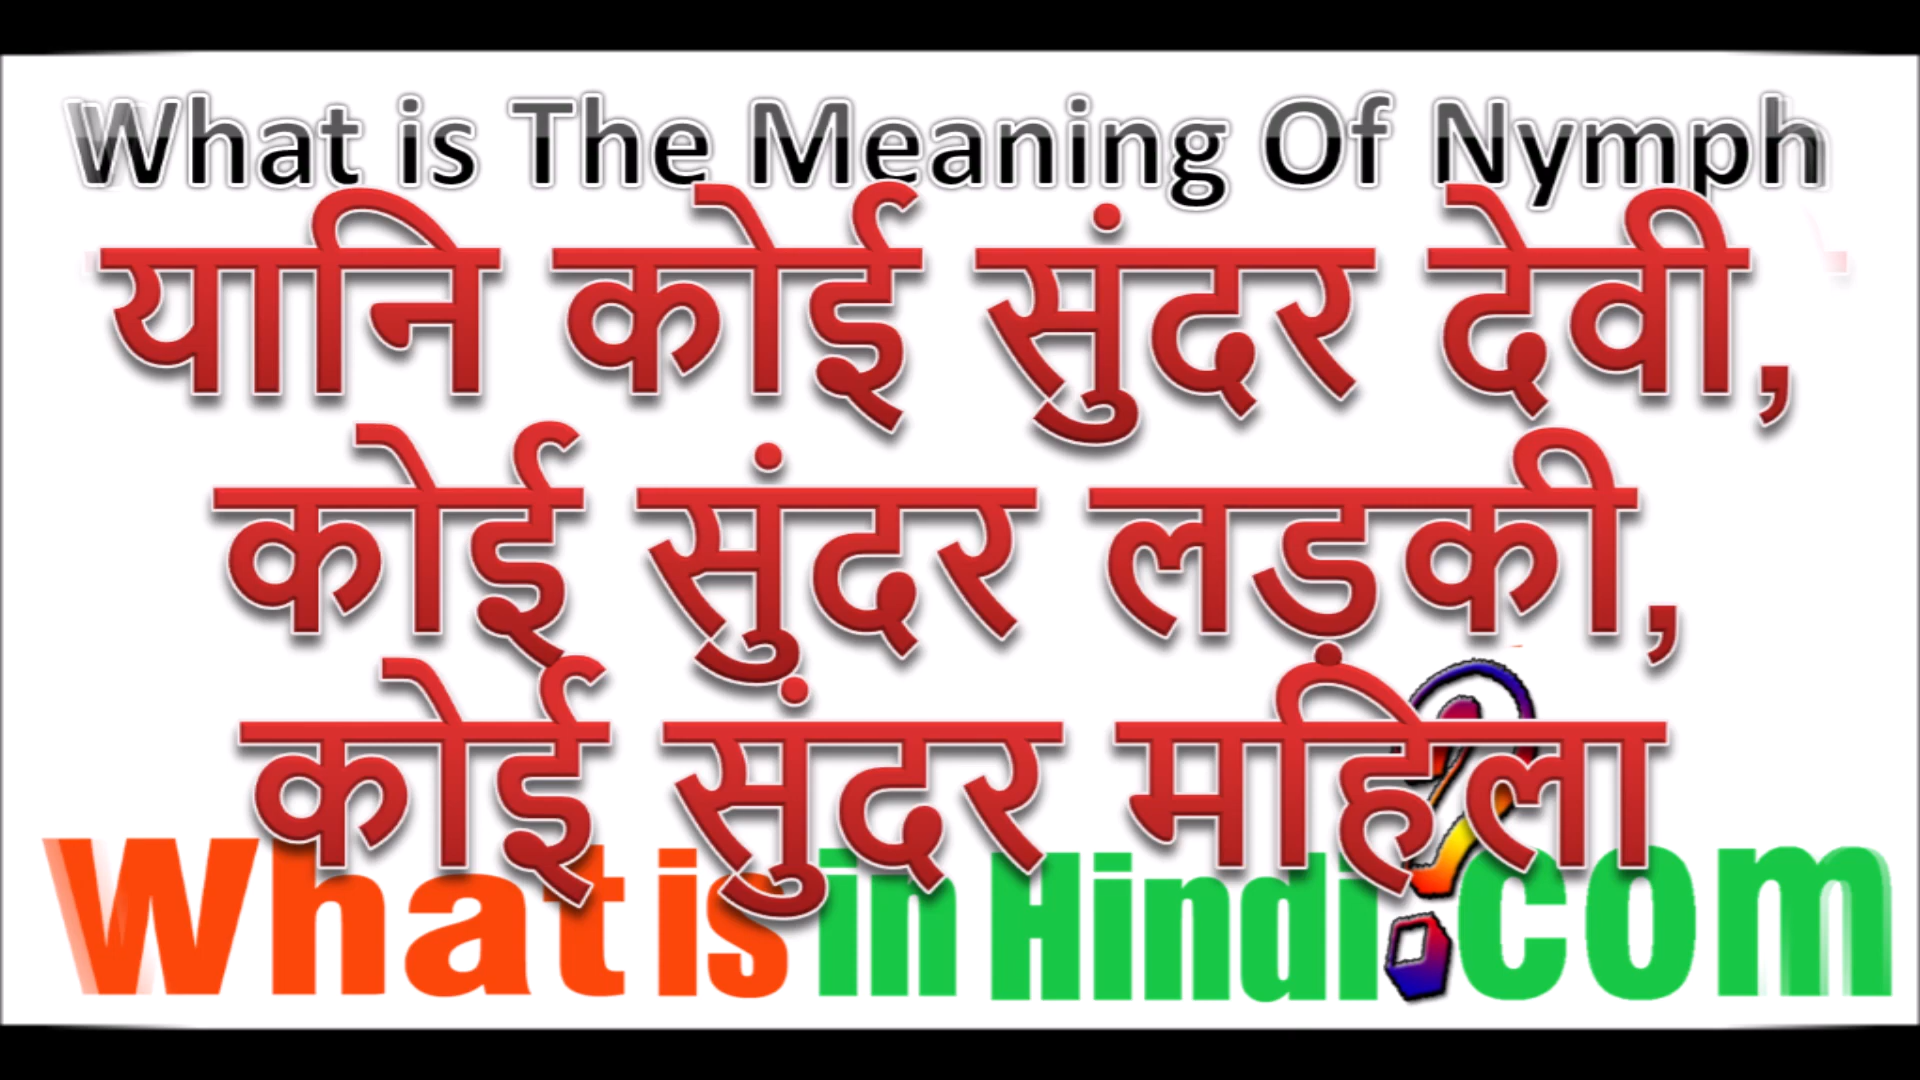 What is The Meaning Of Nymph
यानि कोई सुंदर देवी,
कोई सुंदर लड़की,
कोई सुंदर महिला
What is in Hindi.com